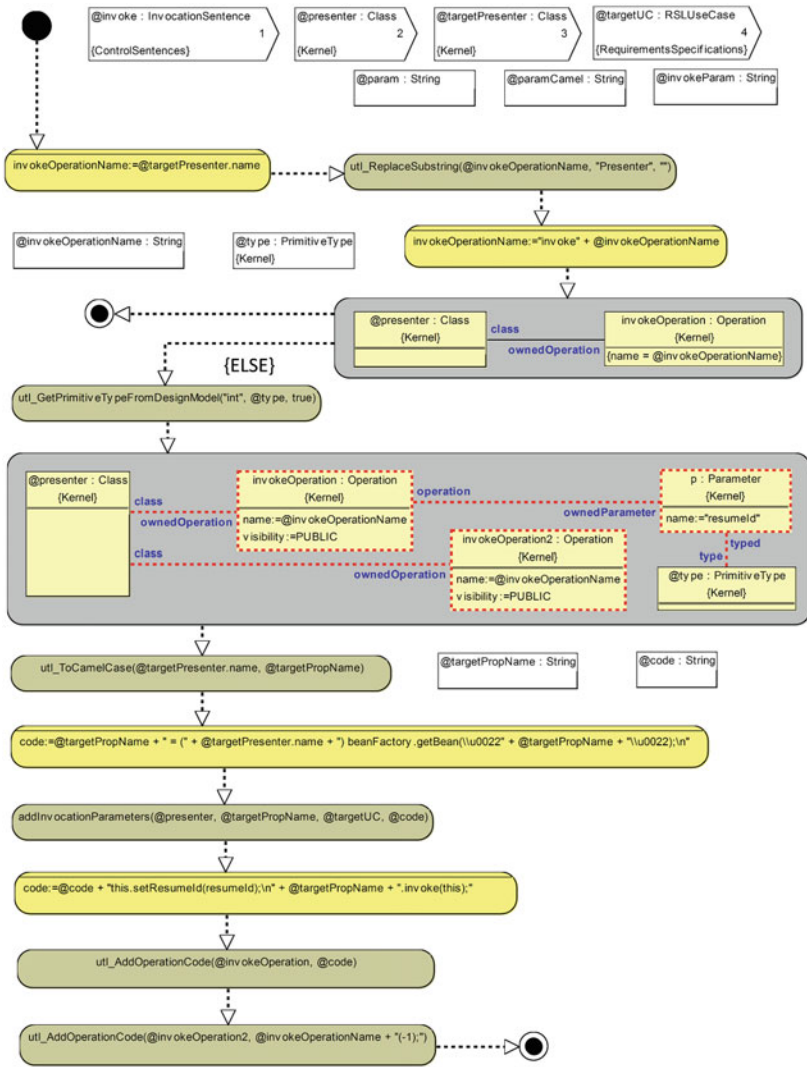 @invoke : InvocationSentence
1
{ControlSentences}
@presenter : Class
2
{Kernel}
@targetPresenter : Class
3
{Kernel}
@targetUC : RSLUseCase
4
{RequirementsSpecifications}
@param : String
@paramCamel : String
@invokeParam : String
invokeOperationName:=@targetPresenter.name
utl_ReplaceSubstring(@invokeOperationName, "Presenter", "")
@invokeOperationName : String
@type : PrimitiveType
{Kernel}
invokeOperationName:="invoke" + @invokeOperationName
@presenter : Class
{Kernel}
class
ownedOperation
invokeOperation : Operation
{Kernel}
{name = @invokeOperationName}
{ELSE}
utl_GetPrimitiveTypeFromDesignModel("int", @type, true)
@presenter : Class
{Kernel}
class
ownedOperation
invokeOperation : Operation
{Kernel}
name:=@invokeOperationName
visibility:=PUBLIC
operation
ownedParameter
p : Parameter
{Kernel}
name:="resumeId"
class
ownedOperation
invokeOperation2 : Operation
{Kernel}
name:=@invokeOperationName
visibility:=PUBLIC
typed
type
@type : PrimitiveType
{Kernel}
utl_ToCamelCase(@targetPresenter.name, @targetPropName)
@targetPropName : String
@code : String
code:=@targetPropName + " = (" + @targetPresenter.name + ") beanFactory.getBean(\\u0022" + @targetPropName + "\\u0022);\n"
addInvocationParameters(@presenter, @targetPropName, @targetUC, @code)
code:=@code + "this.setResumeId(resumeId);\n" + @targetPropName + ".invoke(this);"
utl_AddOperationCode(@invokeOperation, @code)
utl_AddOperationCode(@invokeOperation2, @invokeOperationName + "(-1);")